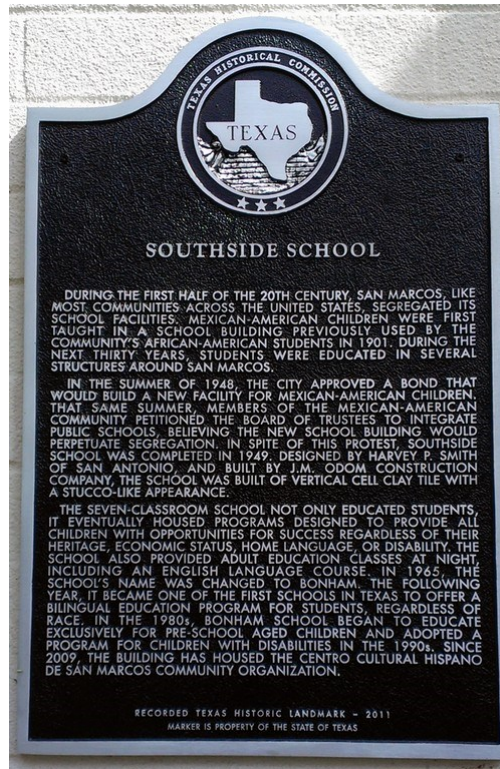 TEXAS HISTORICAL COMMISSION
TEXAS
SOUTHSIDE SCHOOL
DURING THE FIRST HALF OF THE 20TH CENTURY, SAN MARCOS, LIKE
MOST COMMUNITIES ACROSS THE UNITED STATES, SEGREGATED ITS
SCHOOL FACILITIES. MEXICAN-AMERICAN CHILDREN WERE FIRST
TAUGHT IN A SCHOOL BUILDING PREVIOUSLY USED BY THE
COMMUNITY'S AFRICAN-AMERICAN STUDENTS IN 1901. DURING THE
NEXT THIRTY YEARS, STUDENTS WERE EDUCATED IN SEVERAL
STRUCTURES AROUND SAN MARCOS.
IN THE SUMMER OF 1948, THE CITY APPROVED A BOND THAT
WOULD BUILD A NEW FACILITY FOR MEXICAN-AMERICAN CHILDREN.
THAT SAME SUMMER, MEMBERS OF THE MEXICAN-AMERICAN
COMMUNITY PETITIONED THE BOARD OF TRUSTEES TO INTEGRATE
PUBLIC SCHOOLS, BELIEVING THE NEW SCHOOL BUILDING WOULD
PERPETUATE SEGREGATION. IN SPITE OF THIS PROTEST, SOUTHSIDE
SCHOOL WAS COMPLETED IN 1949. DESIGNED BY HARVEY P. SMITH
OF SAN ANTONIO, AND BUILT BY J.M. ODOM CONSTRUCTION
COMPANY, THE SCHOOL WAS BUILT OF VERTICAL CELL CLAY TILE WITH
A STUCCO-LIKE APPEARANCE.
THE SEVEN-CLASSROOM SCHOOL NOT ONLY EDUCATED STUDENTS,
IT EVENTUALLY HOUSED PROGRAMS DESIGNED TO PROVIDE ALL
CHILDREN WITH OPPORTUNITIES FOR SUCCESS REGARDLESS OF THEIR
HERITAGE, ECONOMIC STATUS, HOME LANGUAGE, OR DISABILITY. THE
SCHOOL ALSO PROVIDED ADULT EDUCATION CLASSES AT NIGHT,
INCLUDING AN ENGLISH LANGUAGE COURSE. IN 1965, THE
SCHOOL'S NAME WAS CHANGED TO BONHAM. THE FOLLOWING
YEAR, IT BECAME ONE OF THE FIRST SCHOOLS IN TEXAS TO OFFER A
BILINGUAL EDUCATION PROGRAM FOR STUDENTS, REGARDLESS OF
RACE. IN THE 1980s, BONHAM SCHOOL BEGAN TO EDUCATE
EXCLUSIVELY FOR PRE-SCHOOL AGED CHILDREN AND ADOPTED A
PROGRAM FOR CHILDREN WITH DISABILITIES IN THE 1990s. SINCE
2009, THE BUILDING HAS HOUSED THE CENTRO CULTURAL HISPANO
DE SAN MARCOS COMMUNITY ORGANIZATION.
RECORDED TEXAS HISTORIC LANDMARK – 2011
MARKER IS PROPERTY OF THE STATE OF TEXAS